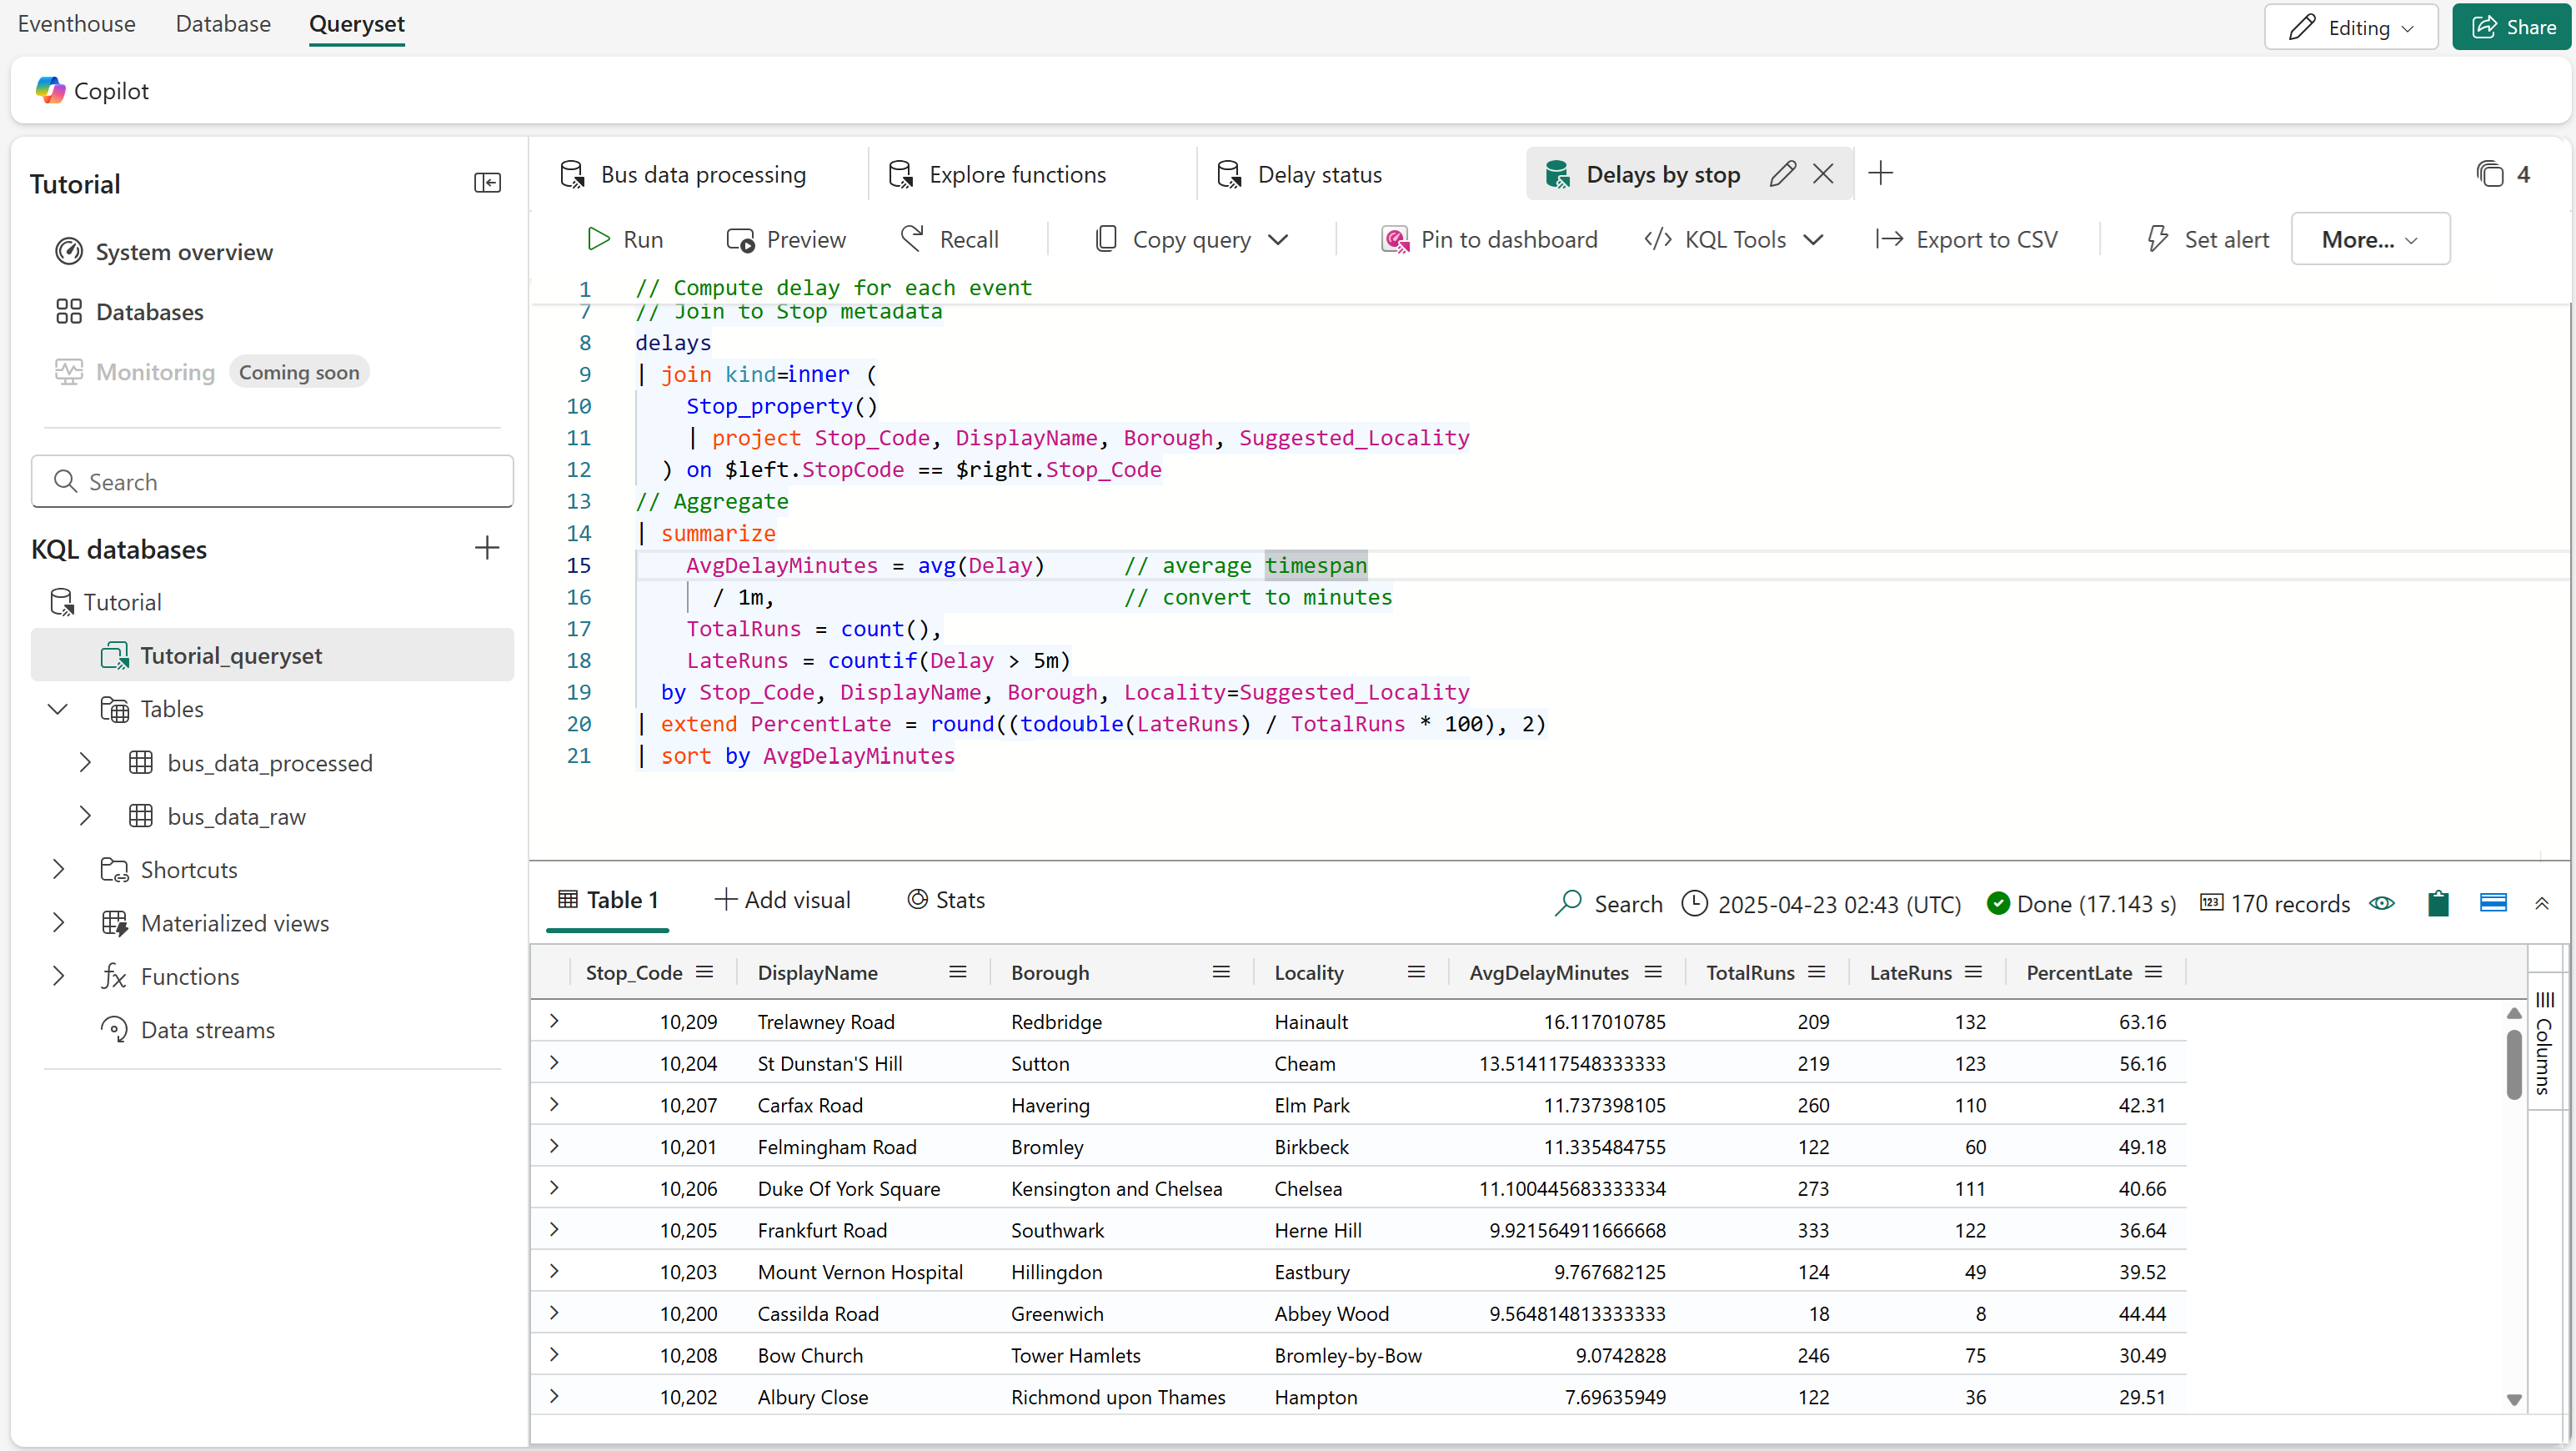 Eventhouse Database Queryset Editing Share
Copilot
Tutorial
System overview
Databases
Monitoring Coming soon
Search
KQL databases
Tutorial
Tutorial_queryset
Tables
bus_data_processed
bus_data_raw
Shortcuts
Materialized views
Functions
Data streams
Bus data processing Explore functions Delay status Delays by stop 4
Run Preview Recall Copy query Pin to dashboard KQL Tools Export to CSV Set alert More...
1 // Compute delay for each event
7 // Join to Stop metadata
8 delays
9 | join kind=inner (
10 Stop_property()
11 | project Stop_Code, DisplayName, Borough, Suggested_Locality
12 ) on $left.StopCode == $right.Stop_Code
13 // Aggregate
14 | summarize
15 AvgDelayMinutes = avg(Delay) // average timespan
16 / 1m, // convert to minutes
17 TotalRuns = count(),
18 LateRuns = countif(Delay > 5m)
19 by Stop_Code, DisplayName, Borough, Locality=Suggested_Locality
20 | extend PercentLate = round((todouble(LateRuns) / TotalRuns * 100), 2)
21 | sort by AvgDelayMinutes
Table 1 Add visual Stats Search 2025-04-23 02:43 (UTC) Done (17.143 s) 123 170 records
Stop_Code DisplayName Borough Locality AvgDelayMinutes TotalRuns LateRuns PercentLate
10,209 Trelawney Road Redbridge Hainault 16.117010785 209 132 63.16
10,204 St Dunstan'S Hill Sutton Cheam 13.514117548333333 219 123 56.16
10,207 Carfax Road Havering Elm Park 11.737398105 260 110 42.31
10,201 Felmingham Road Bromley Birkbeck 11.335484755 122 60 49.18
10,206 Duke Of York Square Kensington and Chelsea Chelsea 11.100445683333334 273 111 40.66
10,205 Frankfurt Road Southwark Herne Hill 9.921564911666668 333 122 36.64
10,203 Mount Vernon Hospital Hillingdon Eastbury 9.767682125 124 49 39.52
10,200 Cassilda Road Greenwich Abbey Wood 9.564814813333333 18 8 44.44
10,208 Bow Church Tower Hamlets Bromley-by-Bow 9.0742828 246 75 30.49
10,202 Albury Close Richmond upon Thames Hampton 7.69635949 122 36 29.51
Columns